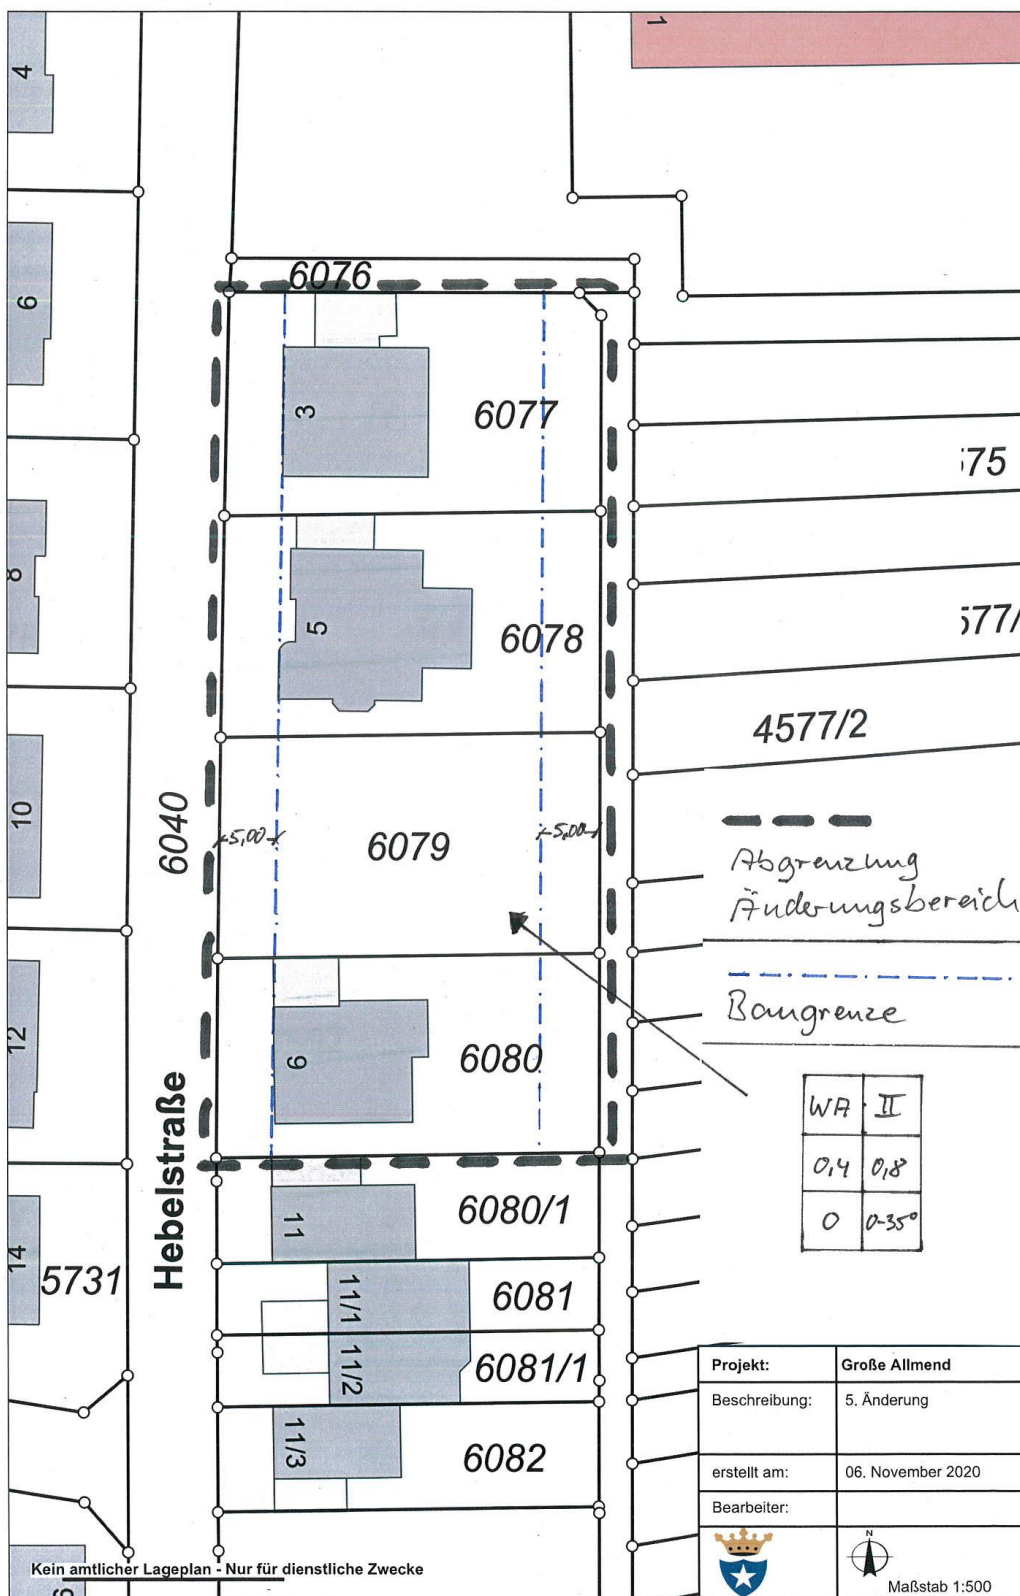 1
4
6
8
10
12
14
6076
3
6077
5
6078
6040
5,00
5,00
6079
9
6080
Hebelstraße
5731
11
6080/1
11/1
6081
11/2
6081/1
11/3
6082
575
577/
4577/2
Abgrenzung
Änderungsbereich
Baugrenze
WA II
0,4 0,8
O 0-35°
Projekt: Große Allmend
Beschreibung: 5. Änderung
erstellt am: 06. November 2020
Bearbeiter:
N
Maßstab 1:500
Kein amtlicher Lageplan - Nur für dienstliche Zwecke